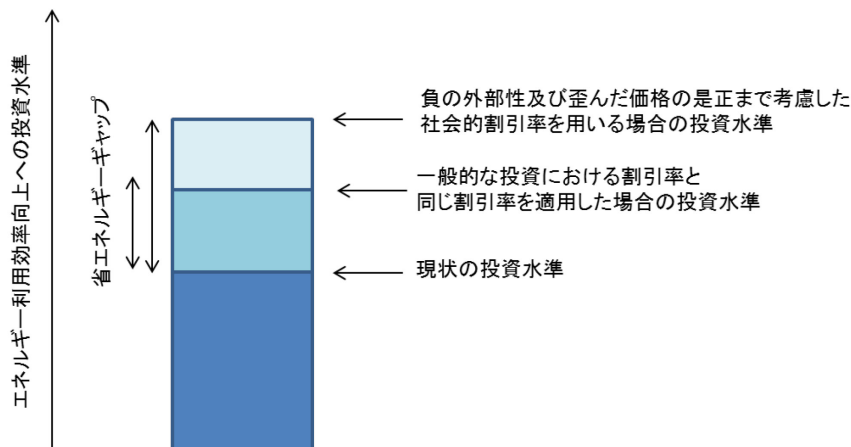 エネルギー利用効率向上への投資水準
省エネルギーギャップ
負の外部性及び歪んだ価格の是正まで考慮した
社会的割引率を用いる場合の投資水準
一般的な投資における割引率と
同じ割引率を適用した場合の投資水準
現状の投資水準